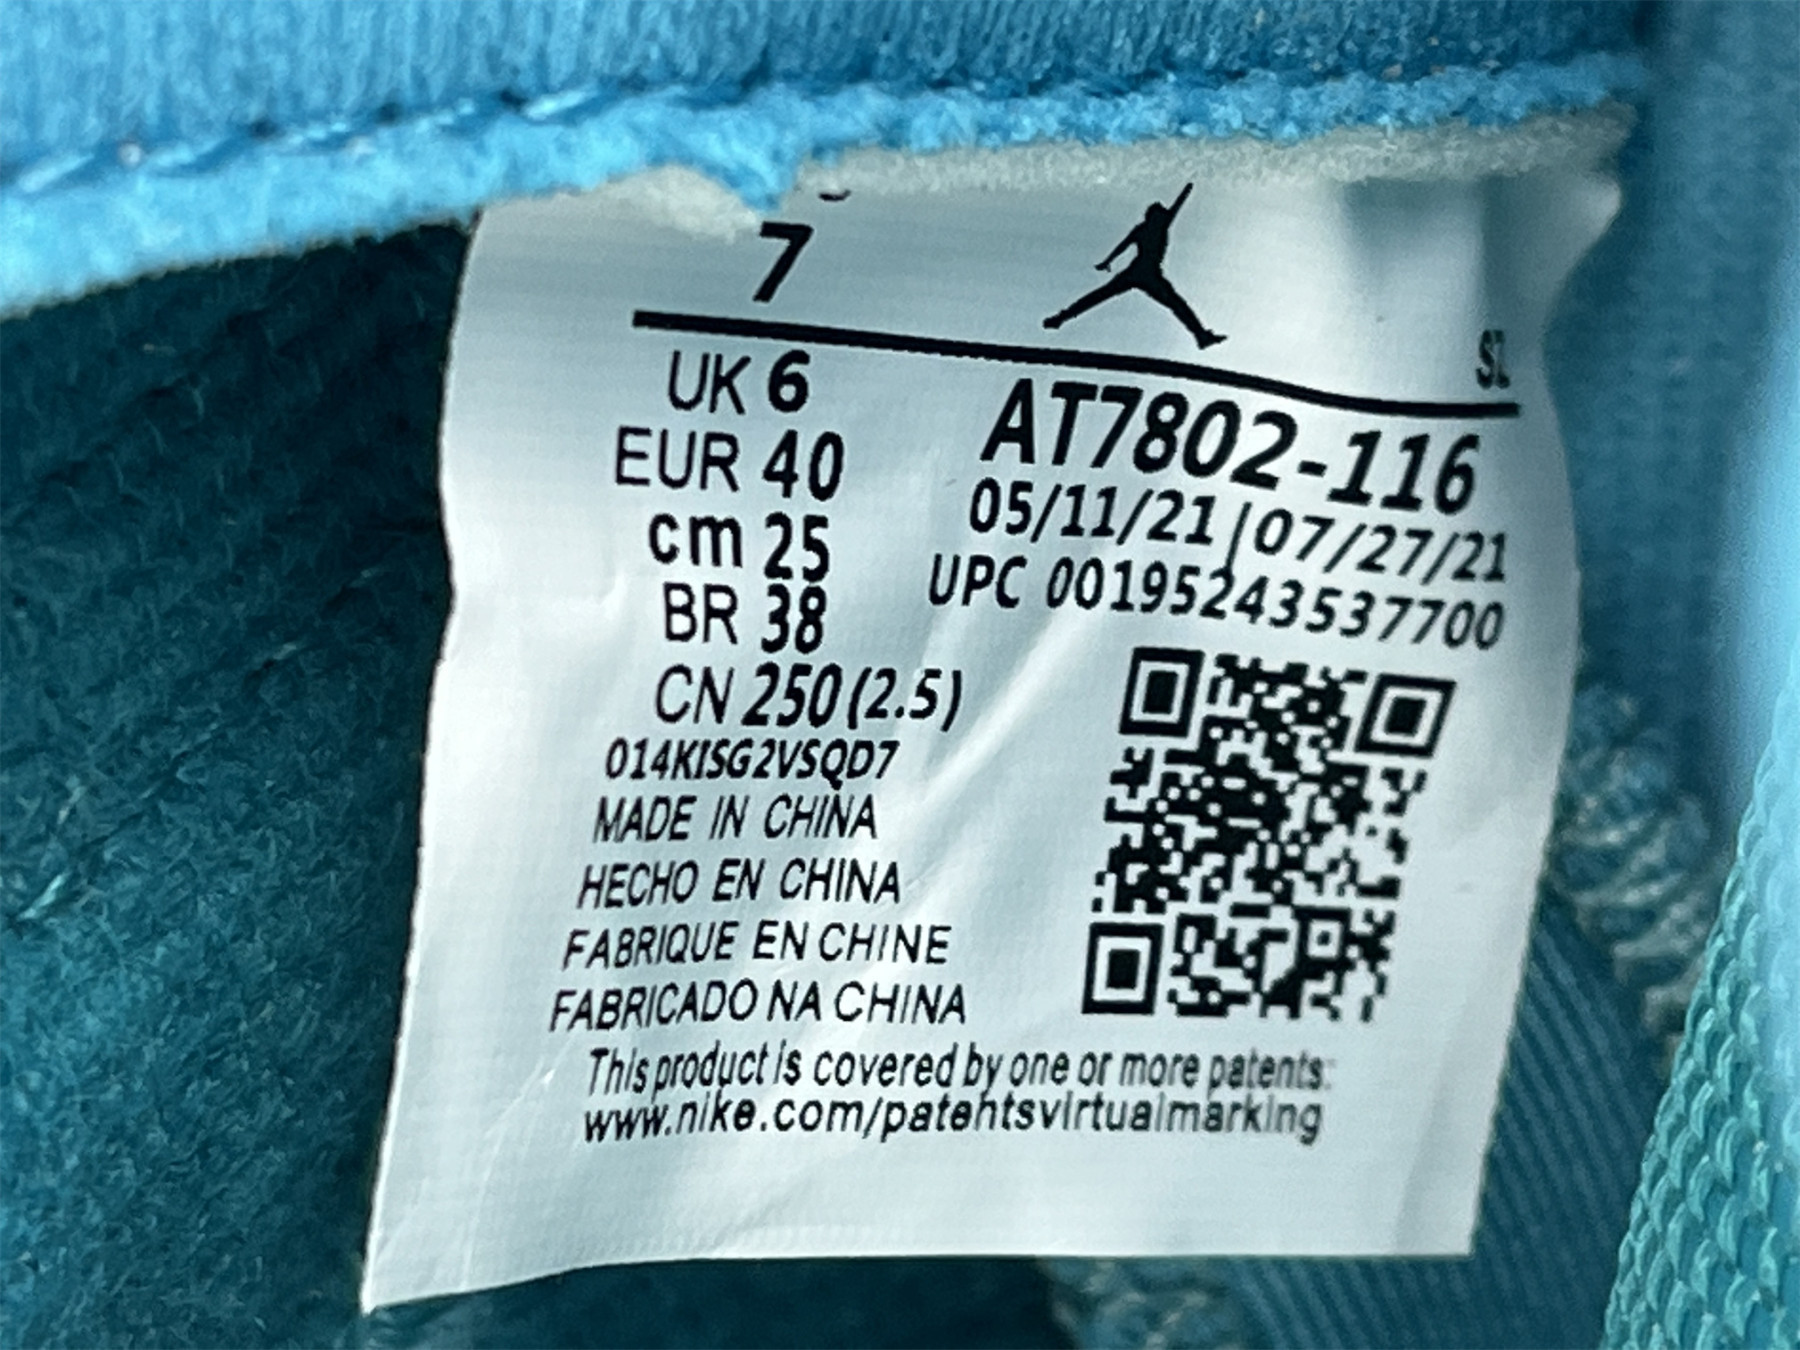 7
SZ
UK 6
EUR 40
cm 25
BR 38
CN 250(2.5)
AT7802-116
05/11/21|07/27/21
UPC 00195243537700
014KISG2VSQD7
MADE IN CHINA
HECHO EN CHINA
FABRIQUE EN CHINE
FABRICADO NA CHINA
This product is covered by one or more patents:
www.nike.com/patentsvirtualmarking